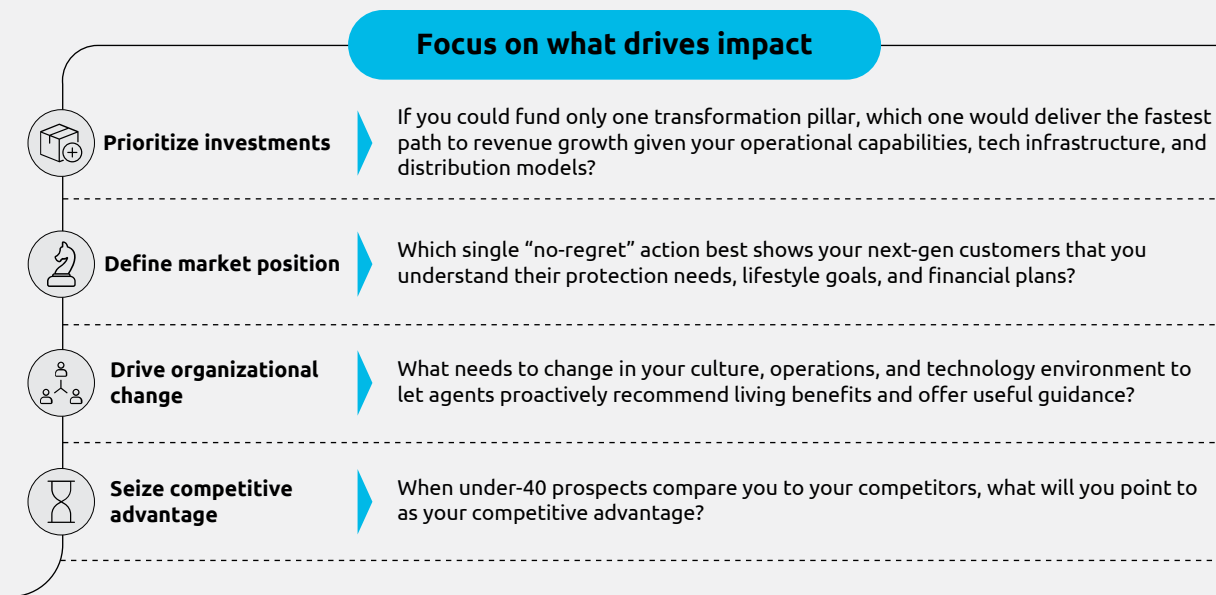 Focus on what drives impact
Prioritize investments
If you could fund only one transformation pillar, which one would deliver the fastest
path to revenue growth given your operational capabilities, tech infrastructure, and
distribution models?
Define market position
Which single “no-regret” action best shows your next-gen customers that you
understand their protection needs, lifestyle goals, and financial plans?
Drive organizational
change
What needs to change in your culture, operations, and technology environment to
let agents proactively recommend living benefits and offer useful guidance?
Seize competitive
advantage
When under-40 prospects compare you to your competitors, what will you point to
as your competitive advantage?